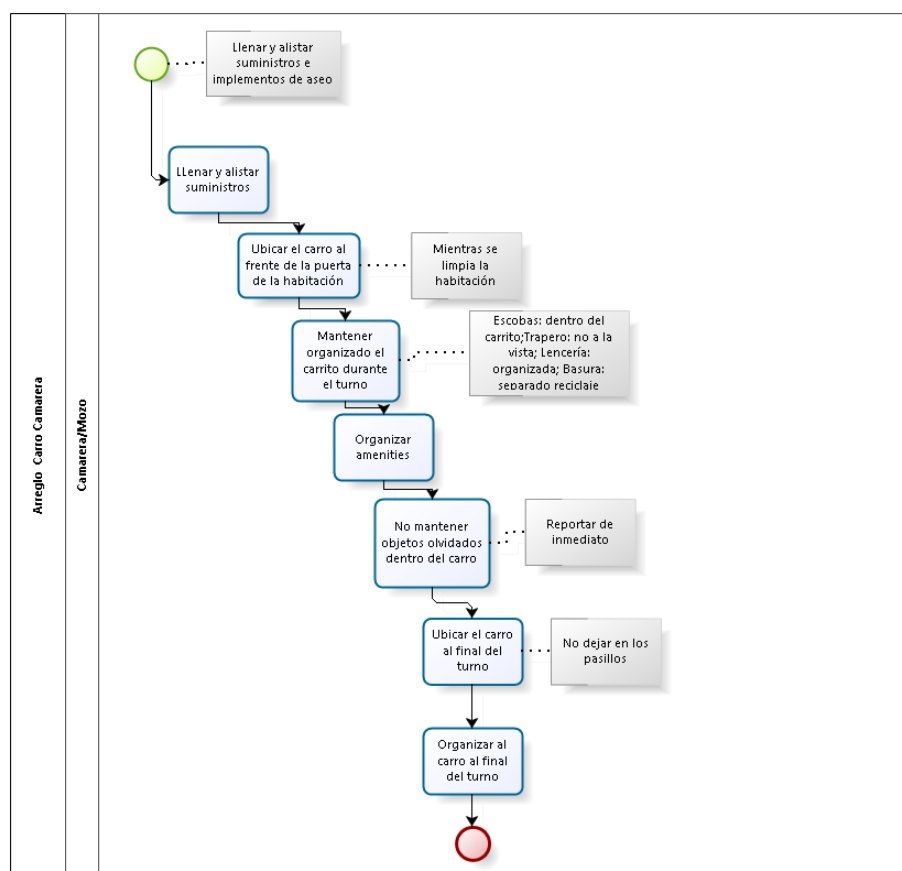 Arreglo Carro Camarera
Camarera/Mozo
Llenar y alistar
suministros e
implementos de aseo
LLenar y alistar
suministros
Ubicar el carro al
frente de la puerta
de la habitación
Mientras se
limpia la
habitación
Mantener
organizado el
carrito durante
el turno
Escobas: dentro del
carrito;Trapero: no a la
vista; Lencería:
organizada; Basura:
separado reciclaje
Organizar
amenities
No mantener
objetos olvidados
dentro del carro
Reportar de
inmediato
Ubicar el carro
al final del
turno
No dejar en los
pasillos
Organizar al
carro al final
del turno